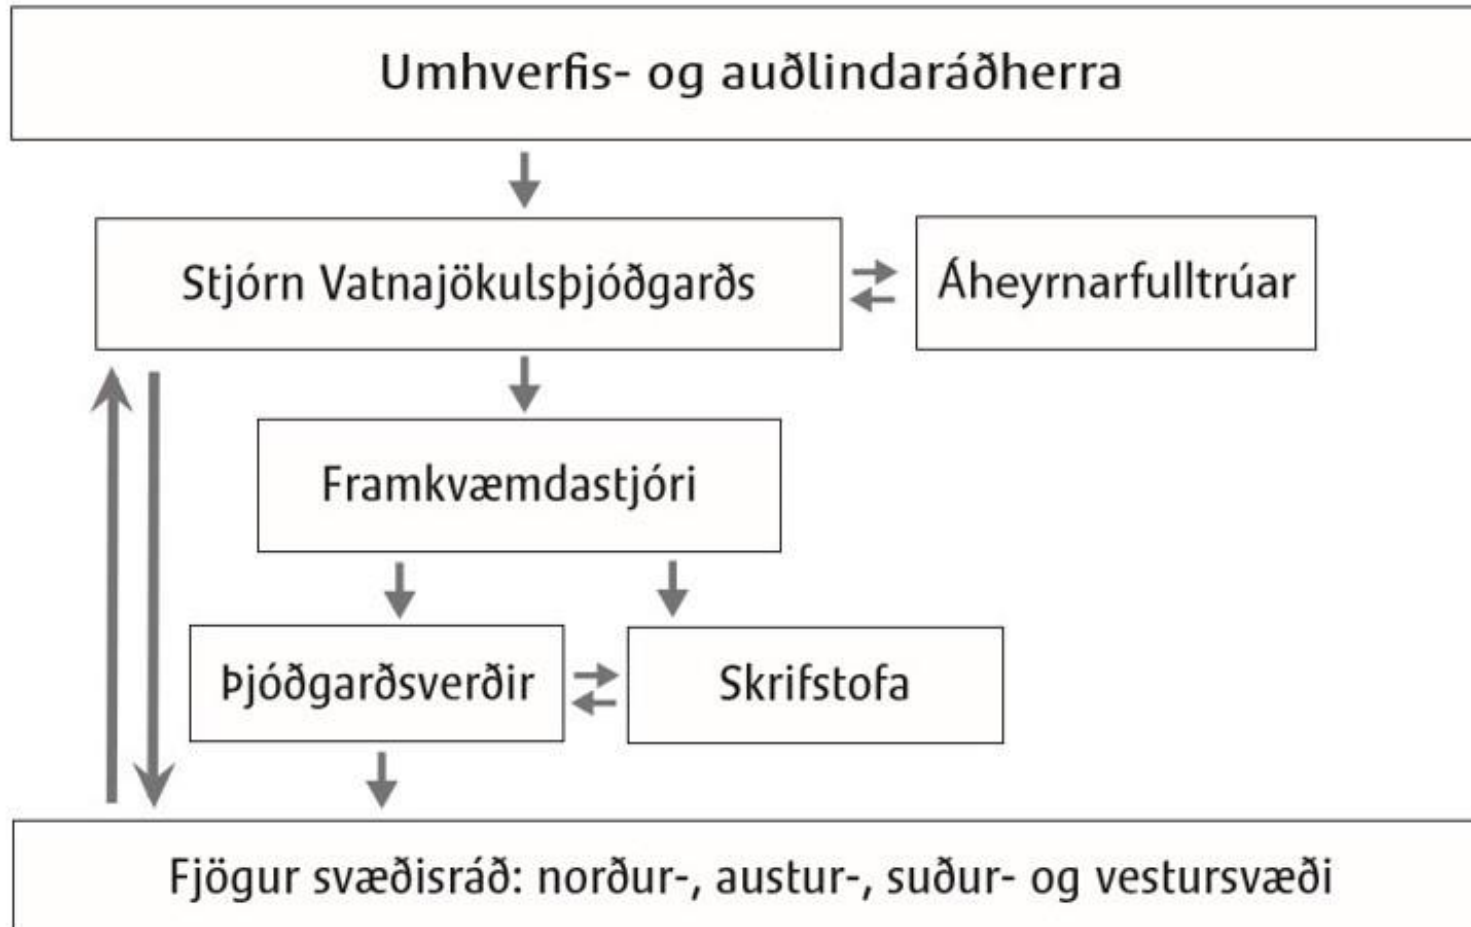 Umhverfis- og auðlindaráðherra
Stjórn Vatnajökulsþjóðgarðs
Áheyrnarfulltrúar
Framkvæmdastjóri
Þjóðgarðsverðir
Skrifstofa
Fjögur svæðisráð: norður-, austur-, suður- og vestursvæði